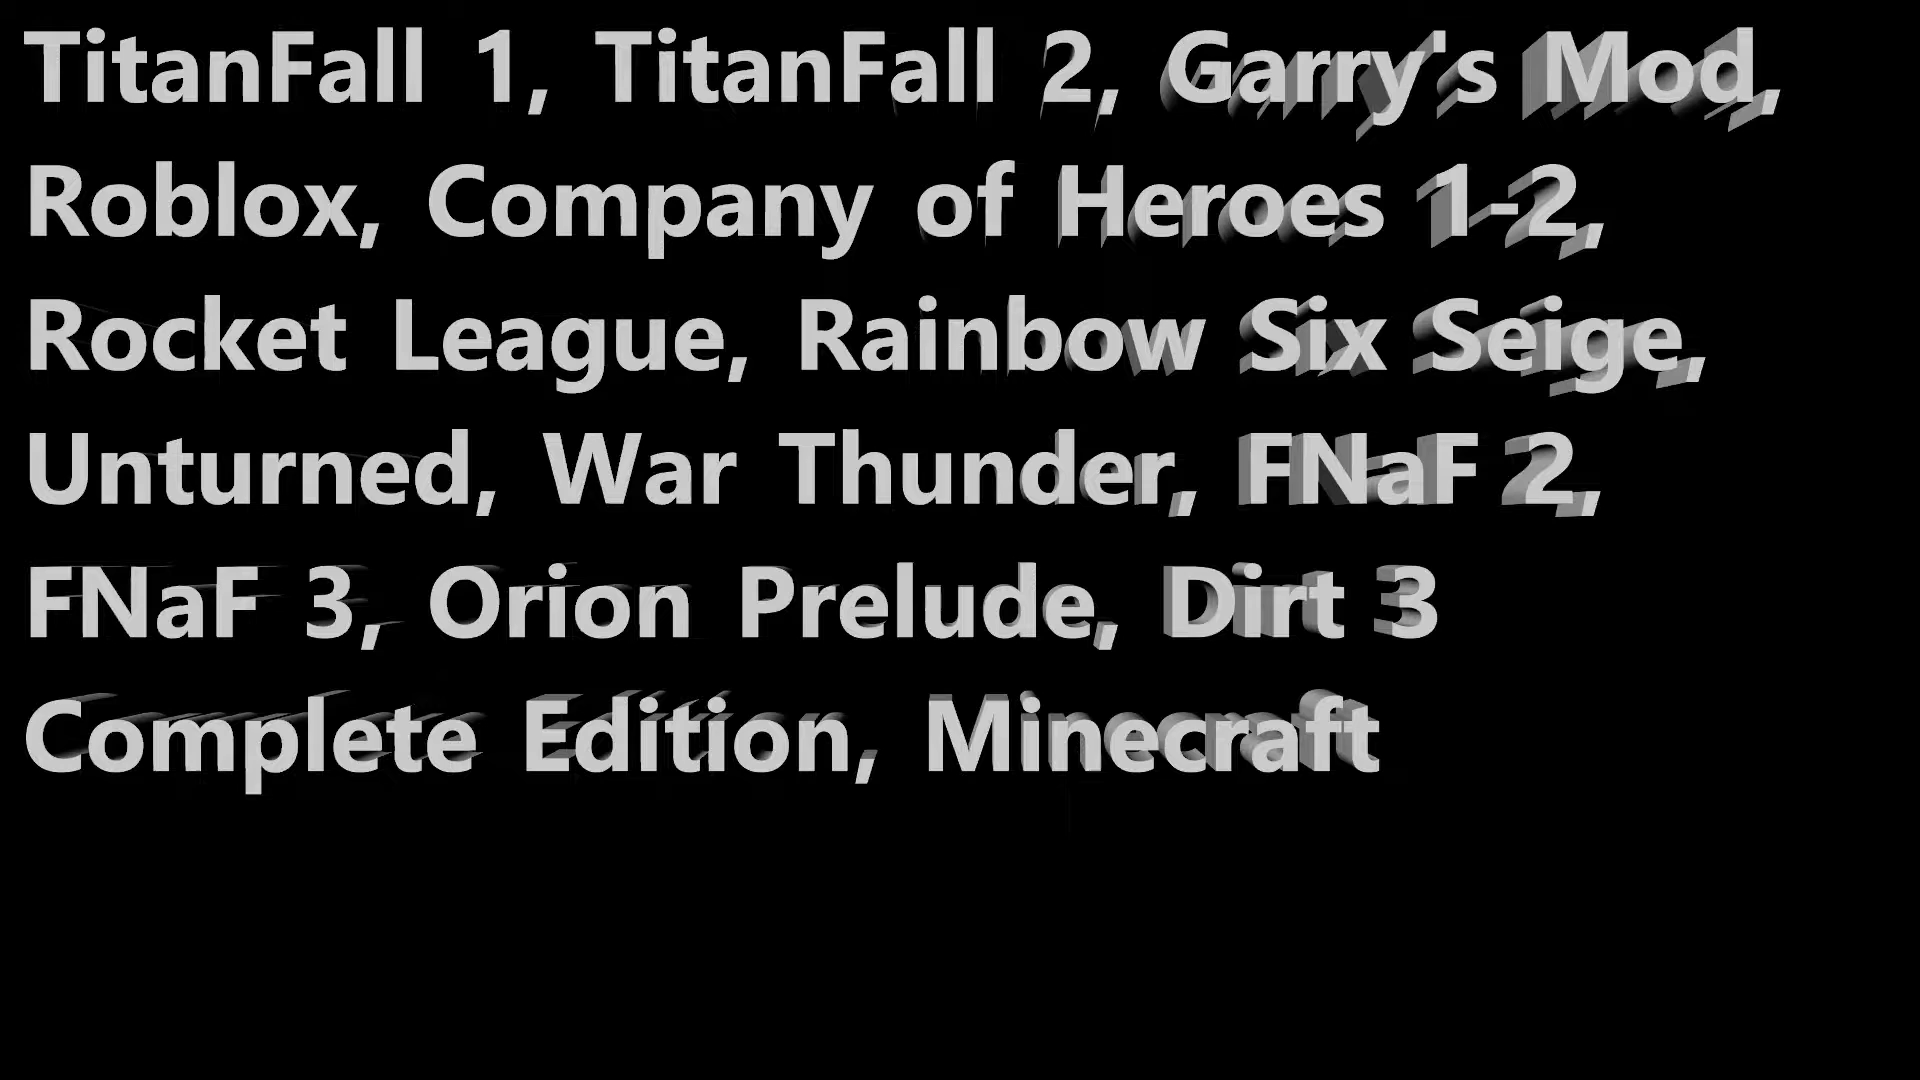 TitanFall 1, TitanFall 2, Garry's Mod,
Roblox, Company of Heroes 1-2,
Rocket League, Rainbow Six Seige,
Unturned, War Thunder, FNaF 2,
FNaF 3, Orion Prelude, Dirt 3
Complete Edition, Minecraft